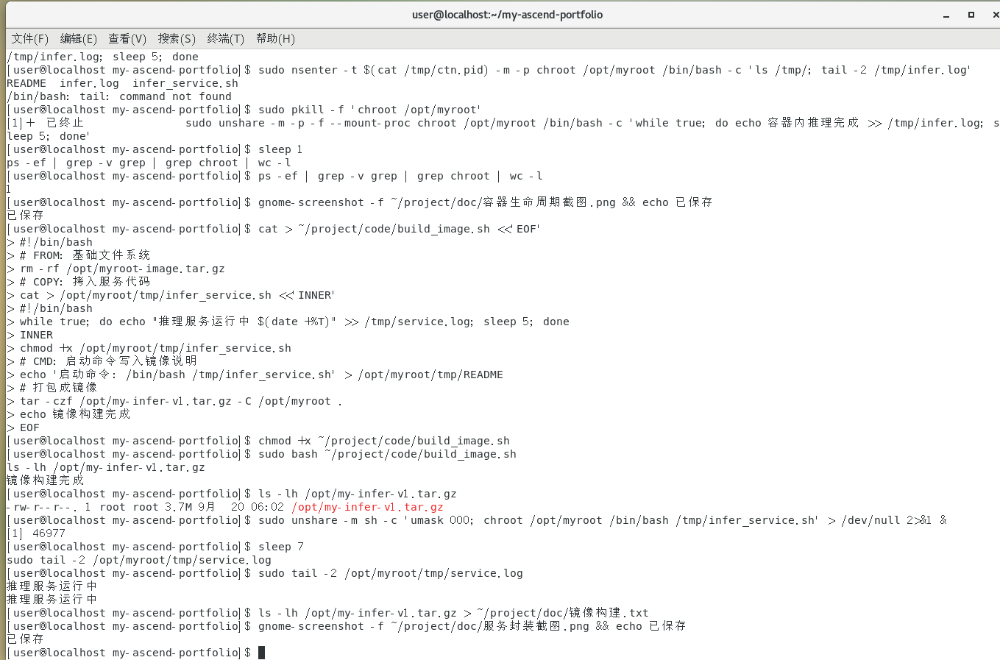 user@localhost:~/my-ascend-portfolio
文件(F) 编辑(E) 查看(V) 搜索(S) 终端(T) 帮助(H)
/tmp/infer.log; sleep 5; done
[user@localhost my-ascend-portfolio]$ sudo nsenter -t $(cat /tmp/ctn.pid) -m -p chroot /opt/myroot /bin/bash -c 'ls /tmp/; tail -2 /tmp/infer.log'
README  infer.log  infer_service.sh
/bin/bash: tail: command not found
[user@localhost my-ascend-portfolio]$ sudo pkill -f 'chroot /opt/myroot'
[1]+ 已终止               sudo unshare -m -p -f --mount-proc chroot /opt/myroot /bin/bash -c 'while true; do echo 容器内推理完成 >> /tmp/infer.log; s
leep 5; done'
[user@localhost my-ascend-portfolio]$ sleep 1
ps -ef | grep -v grep | grep chroot | wc -l
[user@localhost my-ascend-portfolio]$ ps -ef | grep -v grep | grep chroot | wc -l
1
[user@localhost my-ascend-portfolio]$ gnome-screenshot -f ~/project/doc/容器生命周期截图.png && echo 已保存
已保存
[user@localhost my-ascend-portfolio]$ cat > ~/project/code/build_image.sh <<'EOF'
> #!/bin/bash
> # FROM: 基础文件系统
> rm -rf /opt/myroot-image.tar.gz
> # COPY: 拷入服务代码
> cat > /opt/myroot/tmp/infer_service.sh <<'INNER'
> #!/bin/bash
> while true; do echo "推理服务运行中 $(date +%T)" >> /tmp/service.log; sleep 5; done
> INNER
> chmod +x /opt/myroot/tmp/infer_service.sh
> # CMD: 启动命令写入镜像说明
> echo '启动命令: /bin/bash /tmp/infer_service.sh' > /opt/myroot/tmp/README
> # 打包成镜像
> tar -czf /opt/my-infer-v1.tar.gz -C /opt/myroot .
> echo 镜像构建完成
> EOF
[user@localhost my-ascend-portfolio]$ chmod +x ~/project/code/build_image.sh
[user@localhost my-ascend-portfolio]$ sudo bash ~/project/code/build_image.sh
ls -lh /opt/my-infer-v1.tar.gz
镜像构建完成
[user@localhost my-ascend-portfolio]$ ls -lh /opt/my-infer-v1.tar.gz
-rw-r--r--. 1 root root 3.7M 9月  20 06:02 /opt/my-infer-v1.tar.gz
[user@localhost my-ascend-portfolio]$ sudo unshare -m sh -c 'umask 000; chroot /opt/myroot /bin/bash /tmp/infer_service.sh' > /dev/null 2>&1 &
[1] 46977
[user@localhost my-ascend-portfolio]$ sleep 7
sudo tail -2 /opt/myroot/tmp/service.log
[user@localhost my-ascend-portfolio]$ sudo tail -2 /opt/myroot/tmp/service.log
推理服务运行中
推理服务运行中
[user@localhost my-ascend-portfolio]$ ls -lh /opt/my-infer-v1.tar.gz > ~/project/doc/镜像构建.txt
[user@localhost my-ascend-portfolio]$ gnome-screenshot -f ~/project/doc/服务封装截图.png && echo 已保存
已保存
[user@localhost my-ascend-portfolio]$